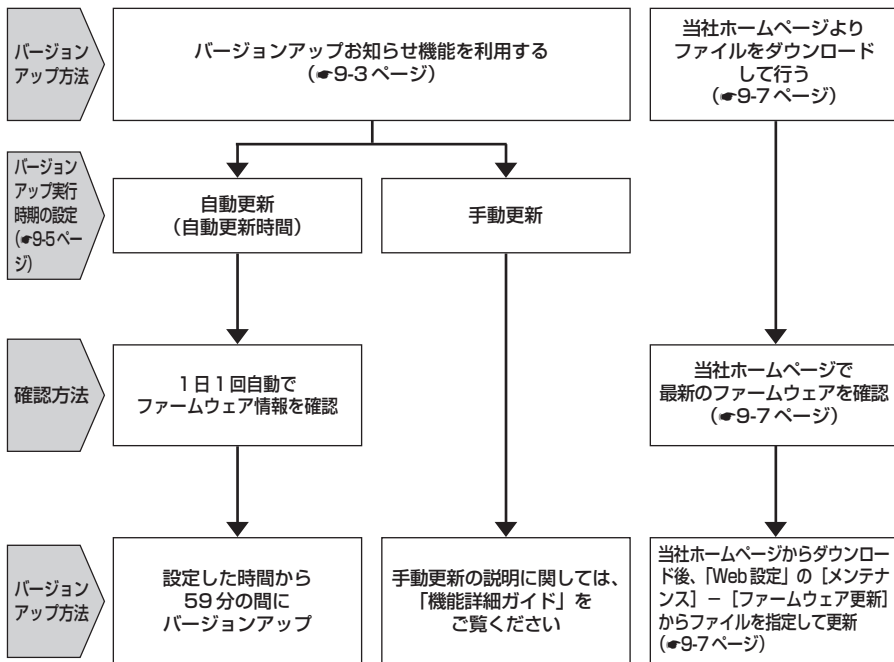 バージョン
アップ方法
バージョンアップお知らせ機能を利用する
（☛9-3ページ）
当社ホームページより
ファイルをダウンロード
して行う
（☛9-7ページ）
バージョン
アップ実行
時期の設定
（☛9-5ペー
ジ）
自動更新
（自動更新時間）
手動更新
確認方法
1日1回自動で
ファームウェア情報を確認
当社ホームページで
最新のファームウェアを確認
（☛9-7ページ）
バージョン
アップ方法
設定した時間から
59分の間に
バージョンアップ
手動更新の説明に関しては、
「機能詳細ガイド」を
ご覧ください
当社ホームページからダウンロー
ド後、「Web設定」の［メンテナ
ンス］－［ファームウェア更新］
からファイルを指定して更新
（☛9-7ページ）